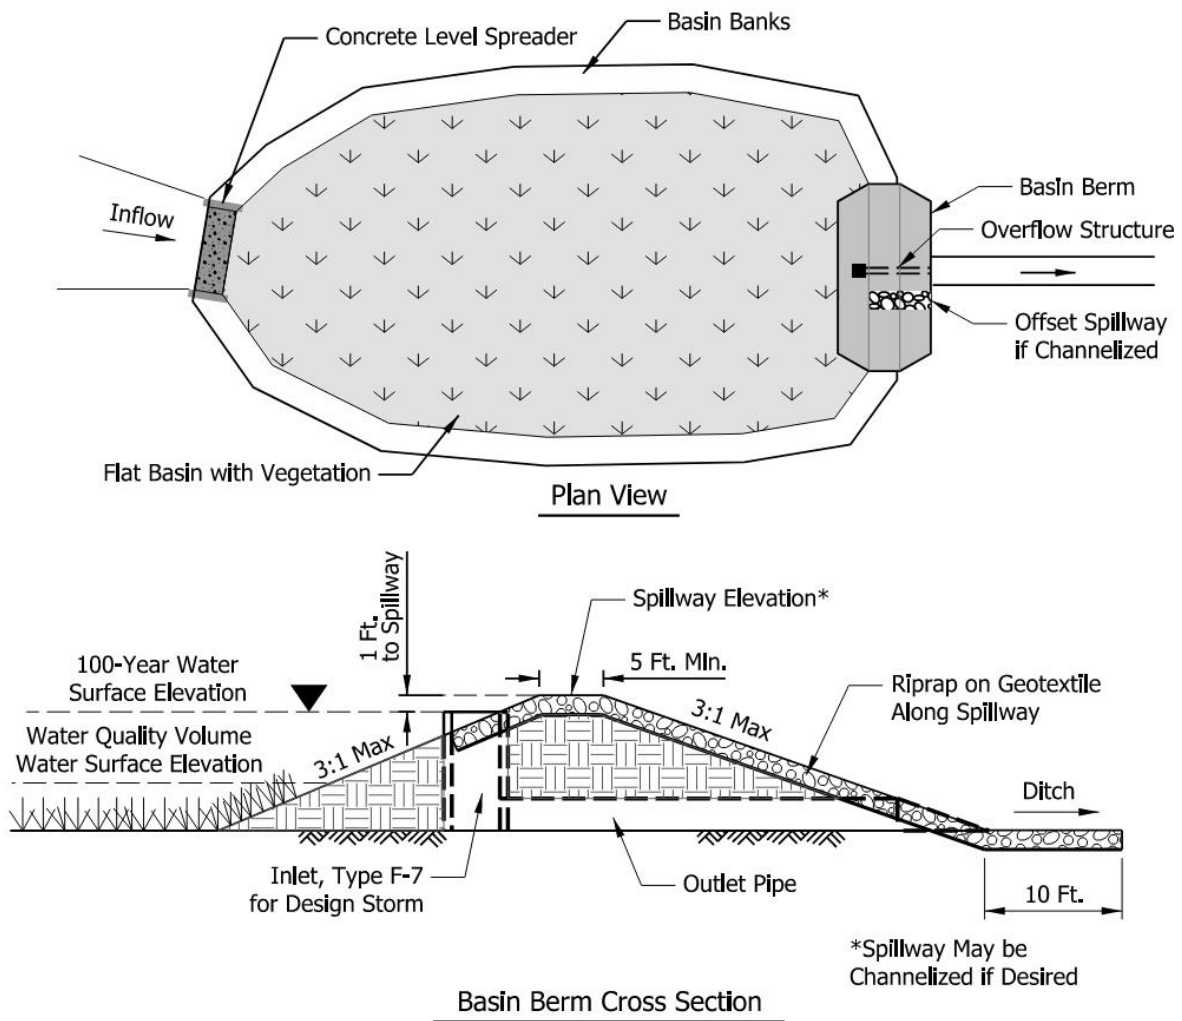 Concrete Level Spreader
Basin Banks
Inflow
Basin Berm
Overflow Structure
Offset Spillway
if Channelized
Flat Basin with Vegetation
Plan View
1 Ft.
to Spillway
Spillway Elevation*
5 Ft. MIn.
100-Year Water
Surface Elevation
Water Quality Volume
Water Surface Elevation
3:1 Max
3:1 Max
Riprap on Geotextile
Along Spillway
Ditch
Inlet, Type F-7
for Design Storm
Outlet Pipe
10 Ft.
*Spillway May be
Channelized if Desired
Basin Berm Cross Section